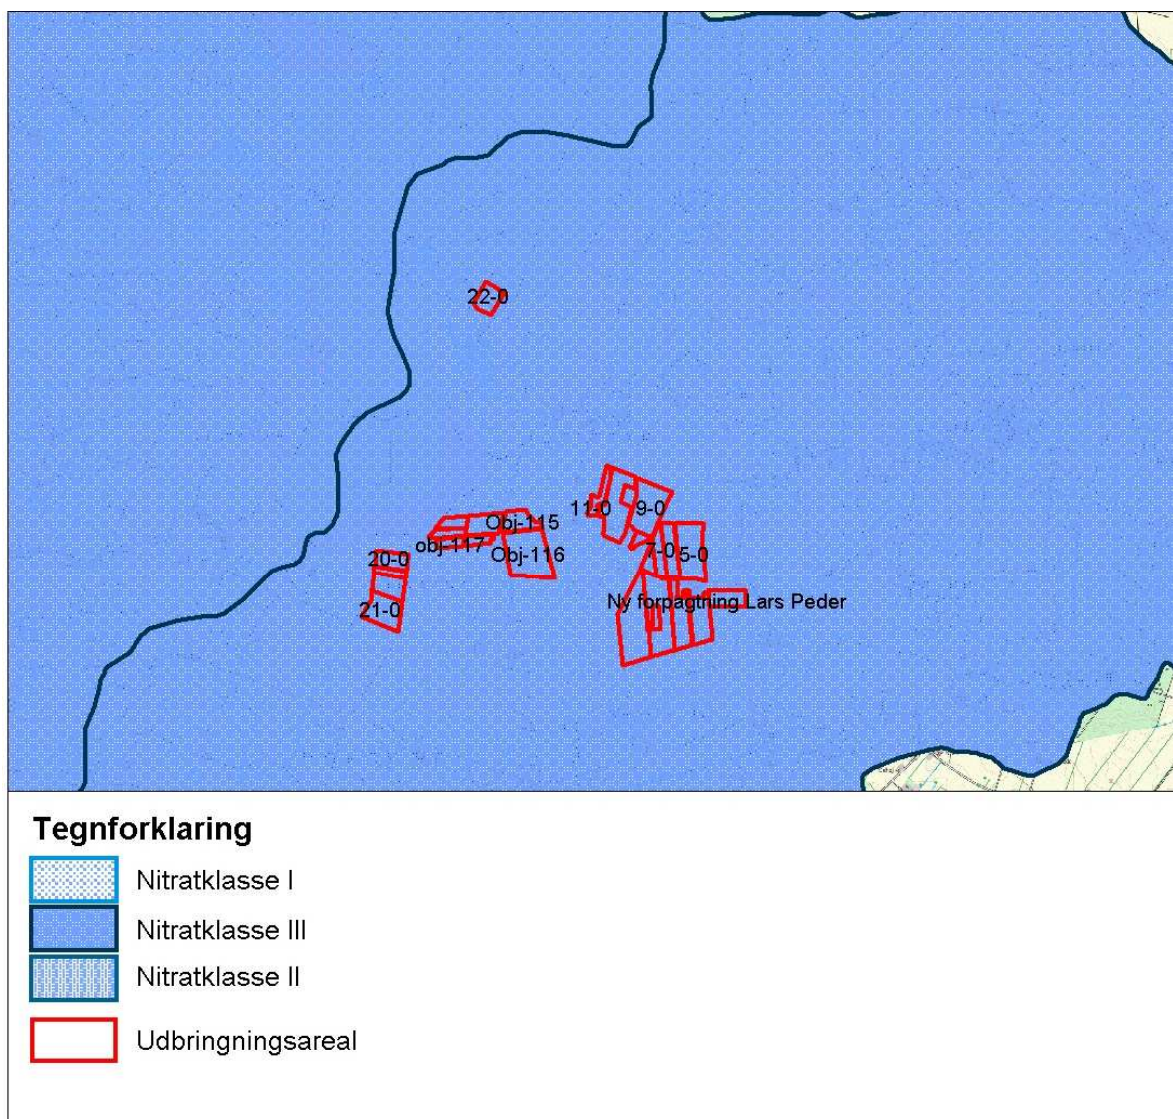 22-0
11-0
9-0
Obj-115
obj-117
Obj-116
7-0
5-0
20-0
21-0
Ny forpagtning Lars Peder
Tegnforklaring
Nitratklasse I
Nitratklasse III
Nitratklasse II
Udbringningsareal